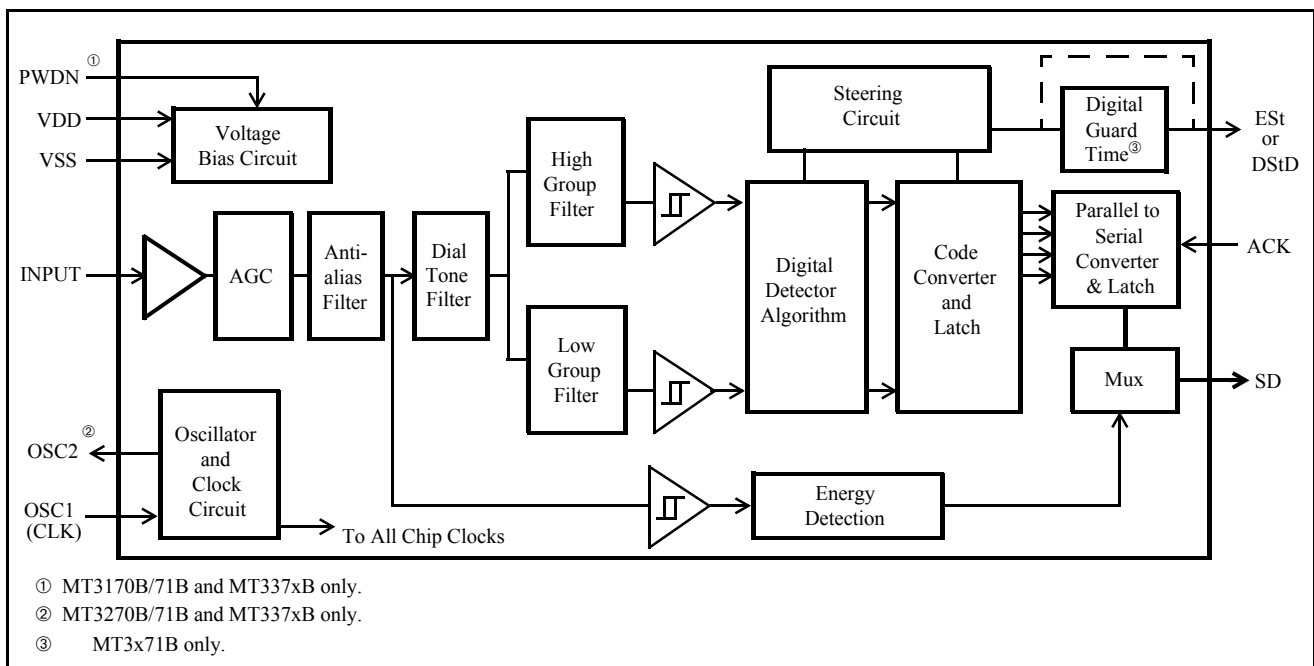 PWDN ①
VDD
VSS
Voltage
Bias Circuit
INPUT
AGC
Anti-
alias
Filter
Dial
Tone
Filter
High
Group
Filter
Low
Group
Filter
Steering
Circuit
Digital
Detector
Algorithm
Code
Converter
and
Latch
Digital
Guard
Time③
ESt
or
DStD
Parallel to
Serial
Converter
& Latch
ACK
Mux
SD
OSC2 ②
OSC1
(CLK)
Oscillator
and
Clock
Circuit
To All Chip Clocks
Energy
Detection
① MT3170B/71B and MT337xB only.
② MT3270B/71B and MT337xB only.
③ MT3x71B only.